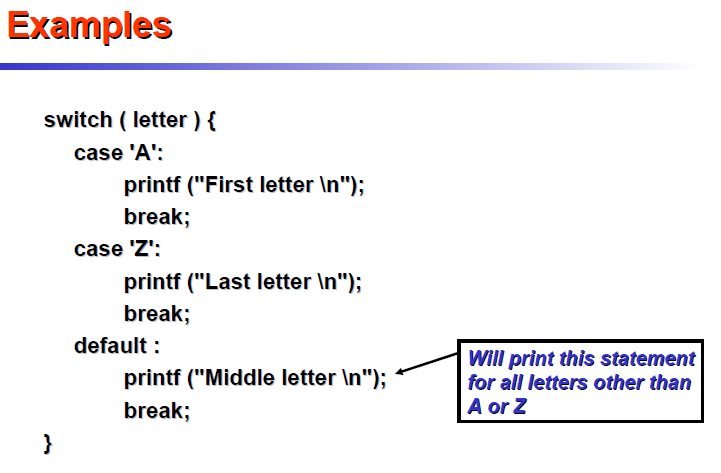 Examples
switch ( letter ) {
case 'A':
printf ("First letter \n");
break;
case 'Z':
printf ("Last letter \n");
break;
default :
printf ("Middle letter \n");
break;
}
Will print this statement
for all letters other than
A or Z